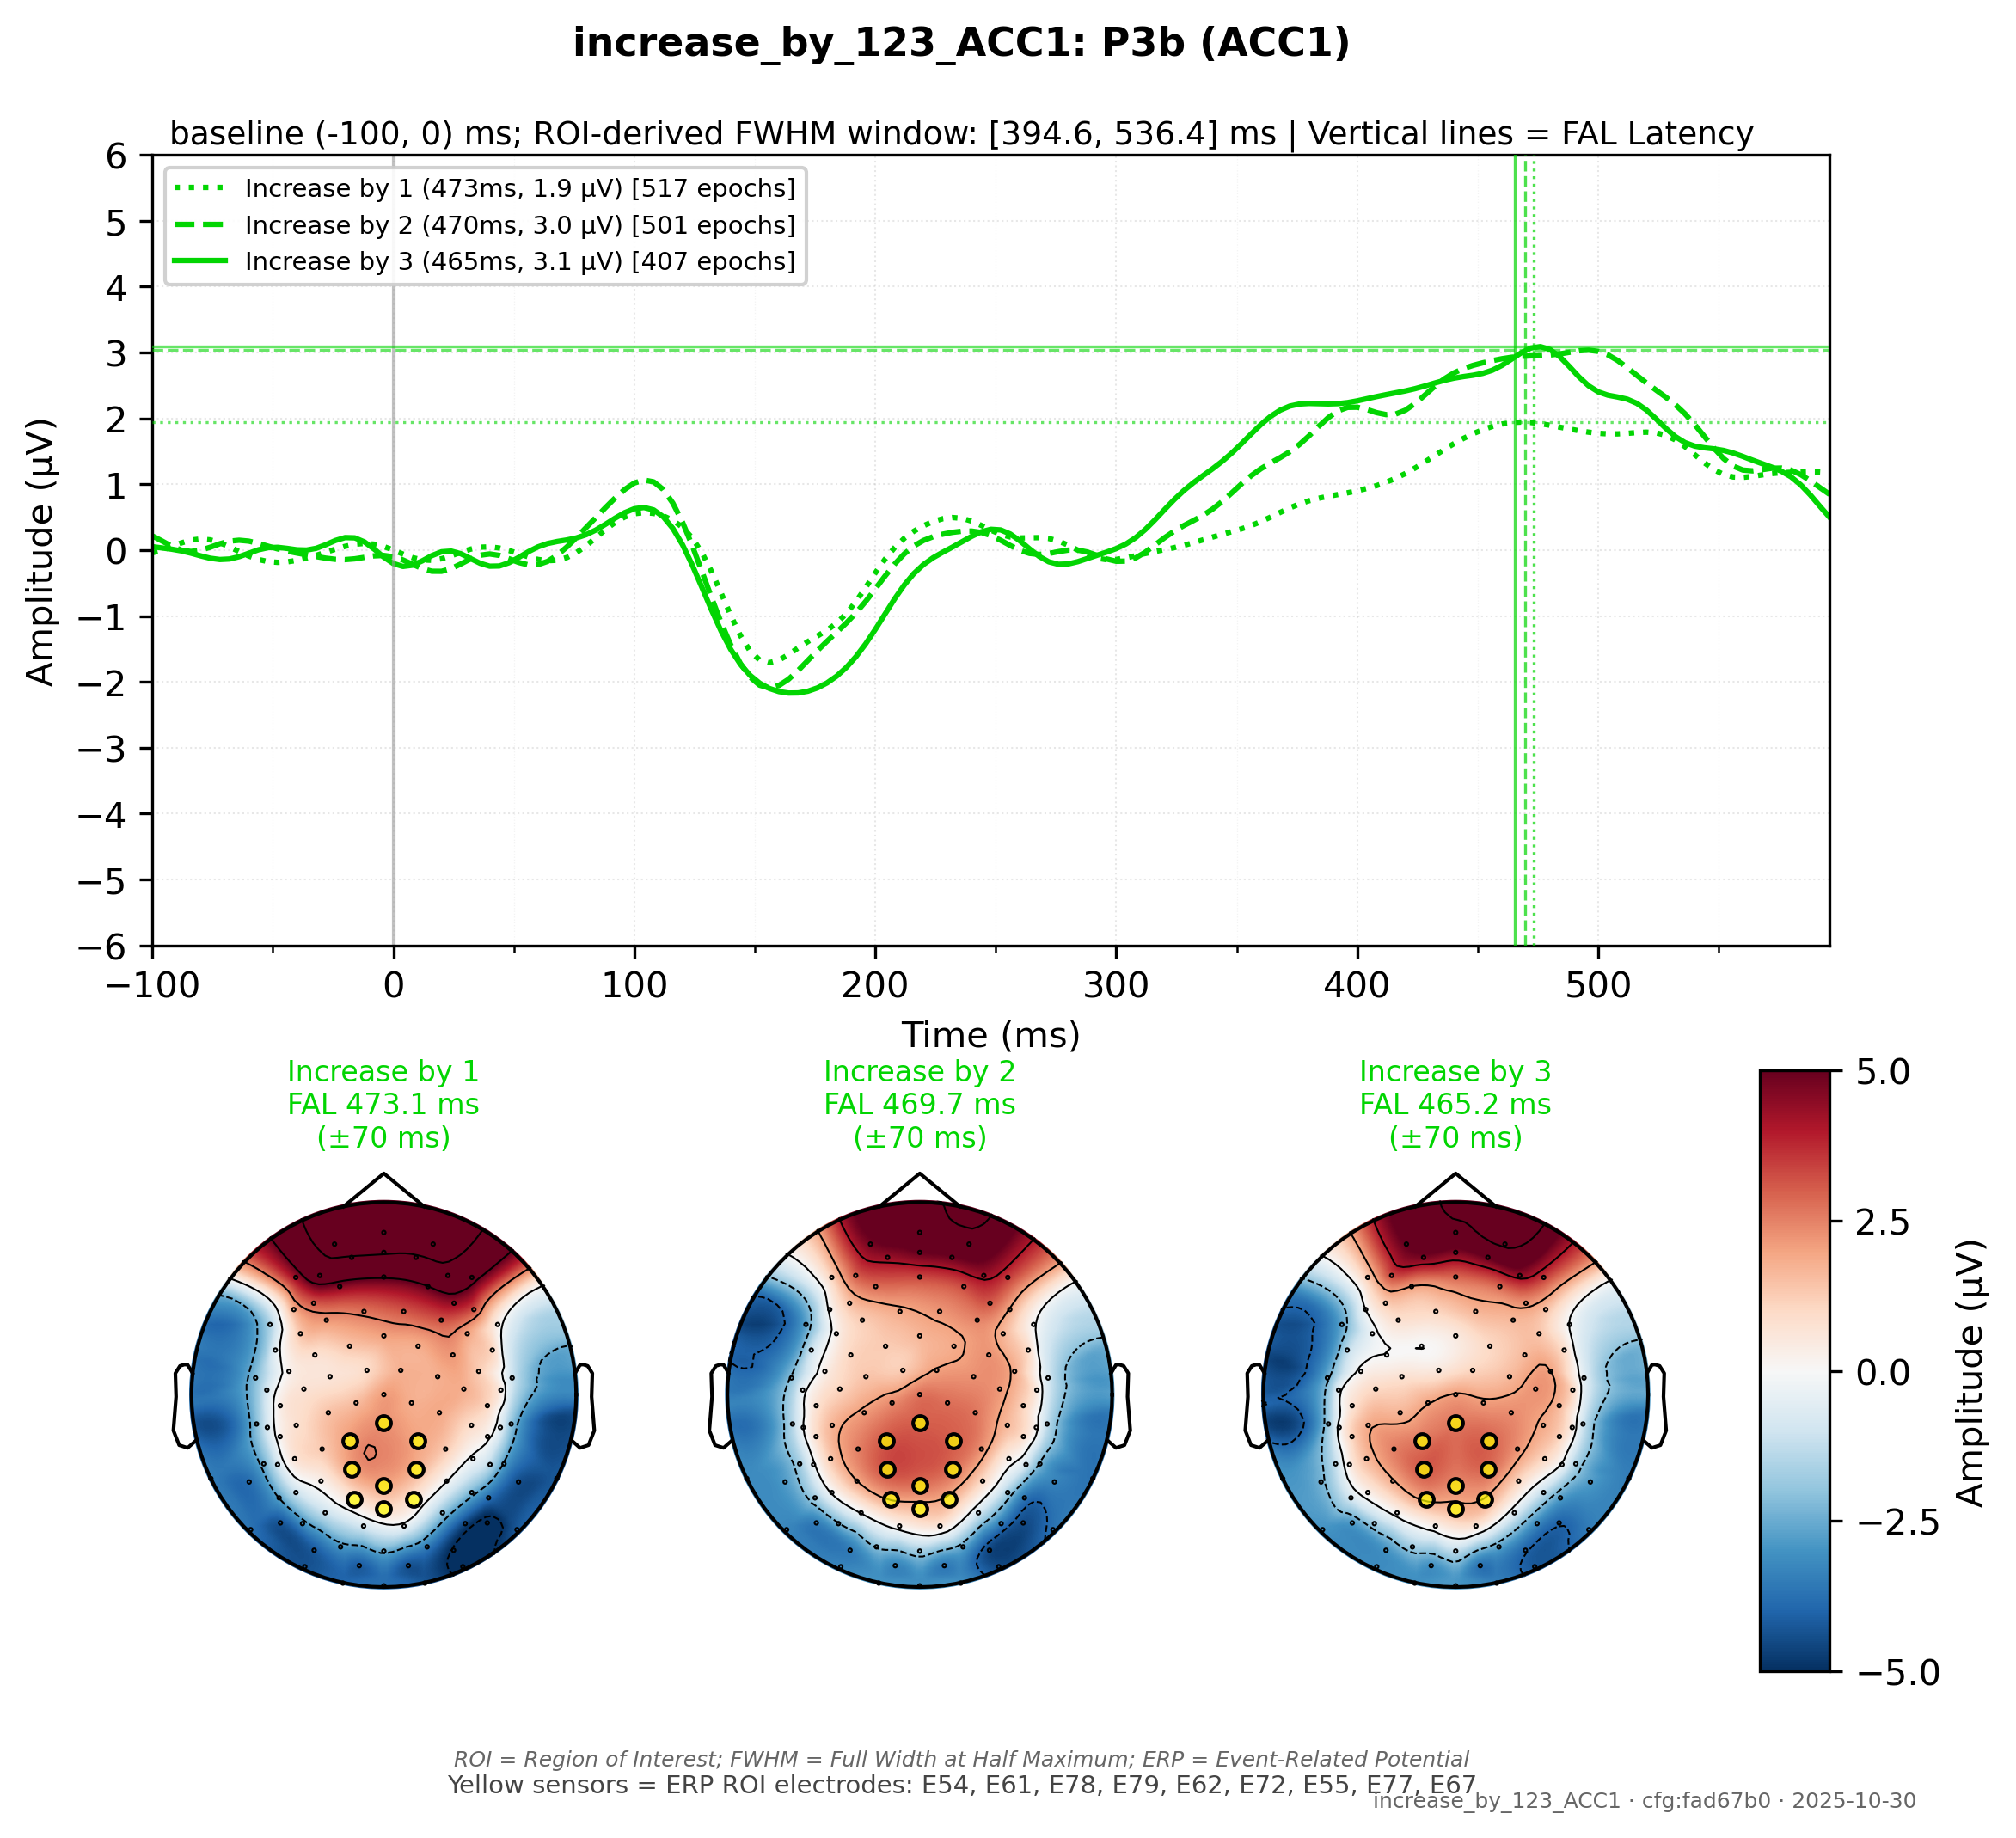 increase_by_123_ACC1: P3b (ACC1)
baseline (-100, 0) ms; ROI-derived FWHM window: [394.6, 536.4] ms | Vertical lines = FAL Latency
Increase by 1 (473ms, 1.9 µV) [517 epochs]
Increase by 2 (470ms, 3.0 µV) [501 epochs]
Increase by 3 (465ms, 3.1 µV) [407 epochs]
6
5
4
3
2
1
0
−1
−2
−3
−4
−5
−6
Amplitude (µV)
−100
0
100
200
300
400
500
Time (ms)
Increase by 1
FAL 473.1 ms
(±70 ms)
Increase by 2
FAL 469.7 ms
(±70 ms)
Increase by 3
FAL 465.2 ms
(±70 ms)
5.0
2.5
0.0
−2.5
−5.0
Amplitude (µV)
ROI = Region of Interest; FWHM = Full Width at Half Maximum; ERP = Event-Related Potential
Yellow sensors = ERP ROI electrodes: E54, E61, E78, E79, E62, E72, E55, E77, E67
increase_by_123_ACC1 · cfg:fad67b0 · 2025-10-30